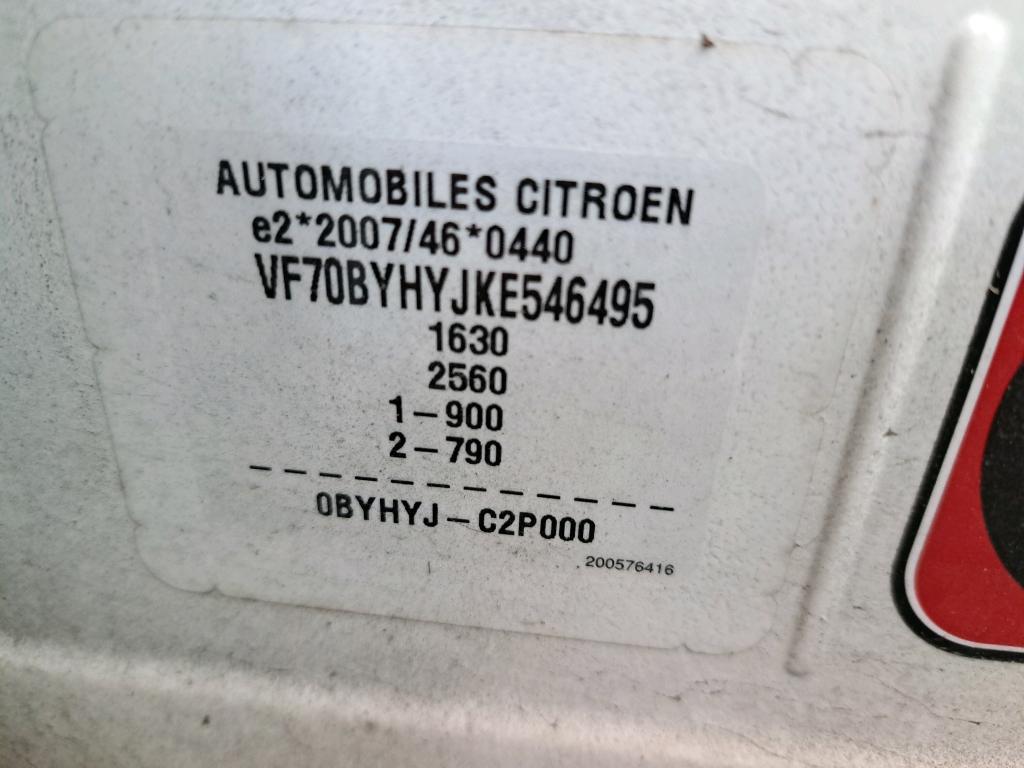 AUTOMOBILES CITROEN
e2*2007/46*0440
VF70BYHYJKE546495
1630
2560
1-900
2-790
0BYHYJ-C2P000
200576416